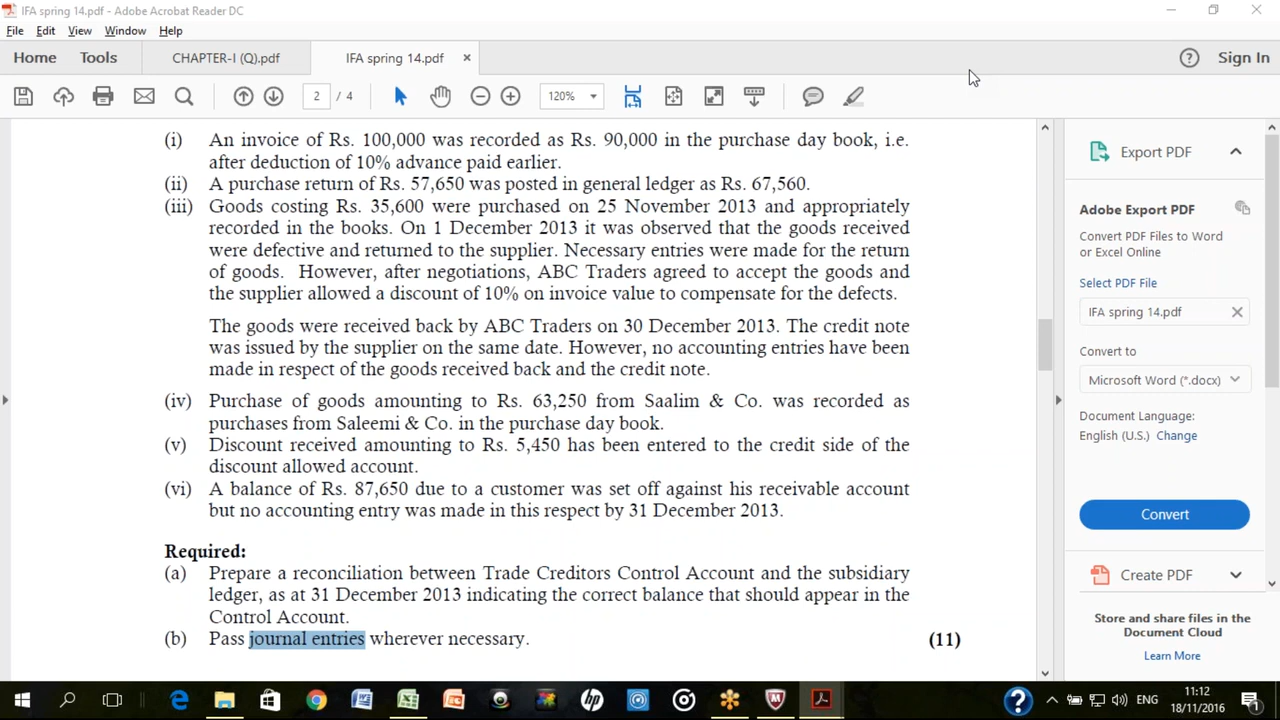 IFA spring 14.pdf - Adobe Acrobat Reader DC
File Edit View Window Help
Home Tools CHAPTER-I (Q).pdf IFA spring 14.pdf × ? Sign In
2 / 4 120%
(i) An invoice of Rs. 100,000 was recorded as Rs. 90,000 in the purchase day book, i.e.
after deduction of 10% advance paid earlier.
(ii) A purchase return of Rs. 57,650 was posted in general ledger as Rs. 67,560.
(iii) Goods costing Rs. 35,600 were purchased on 25 November 2013 and appropriately
recorded in the books. On 1 December 2013 it was observed that the goods received
were defective and returned to the supplier. Necessary entries were made for the return
of goods. However, after negotiations, ABC Traders agreed to accept the goods and
the supplier allowed a discount of 10% on invoice value to compensate for the defects.
The goods were received back by ABC Traders on 30 December 2013. The credit note
was issued by the supplier on the same date. However, no accounting entries have been
made in respect of the goods received back and the credit note.
(iv) Purchase of goods amounting to Rs. 63,250 from Saalim & Co. was recorded as
purchases from Saleemi & Co. in the purchase day book.
(v) Discount received amounting to Rs. 5,450 has been entered to the credit side of the
discount allowed account.
(vi) A balance of Rs. 87,650 due to a customer was set off against his receivable account
but no accounting entry was made in this respect by 31 December 2013.
Required:
(a) Prepare a reconciliation between Trade Creditors Control Account and the subsidiary
ledger, as at 31 December 2013 indicating the correct balance that should appear in the
Control Account.
(b) Pass journal entries wherever necessary. (11)
Export PDF
Adobe Export PDF
Convert PDF Files to Word
or Excel Online
Select PDF File
IFA spring 14.pdf
Convert to
Microsoft Word (*.docx)
Document Language:
English (U.S.) Change
Convert
Create PDF
Store and share files in the
Document Cloud
Learn More
hp
ENG
11:12
18/11/2016
1